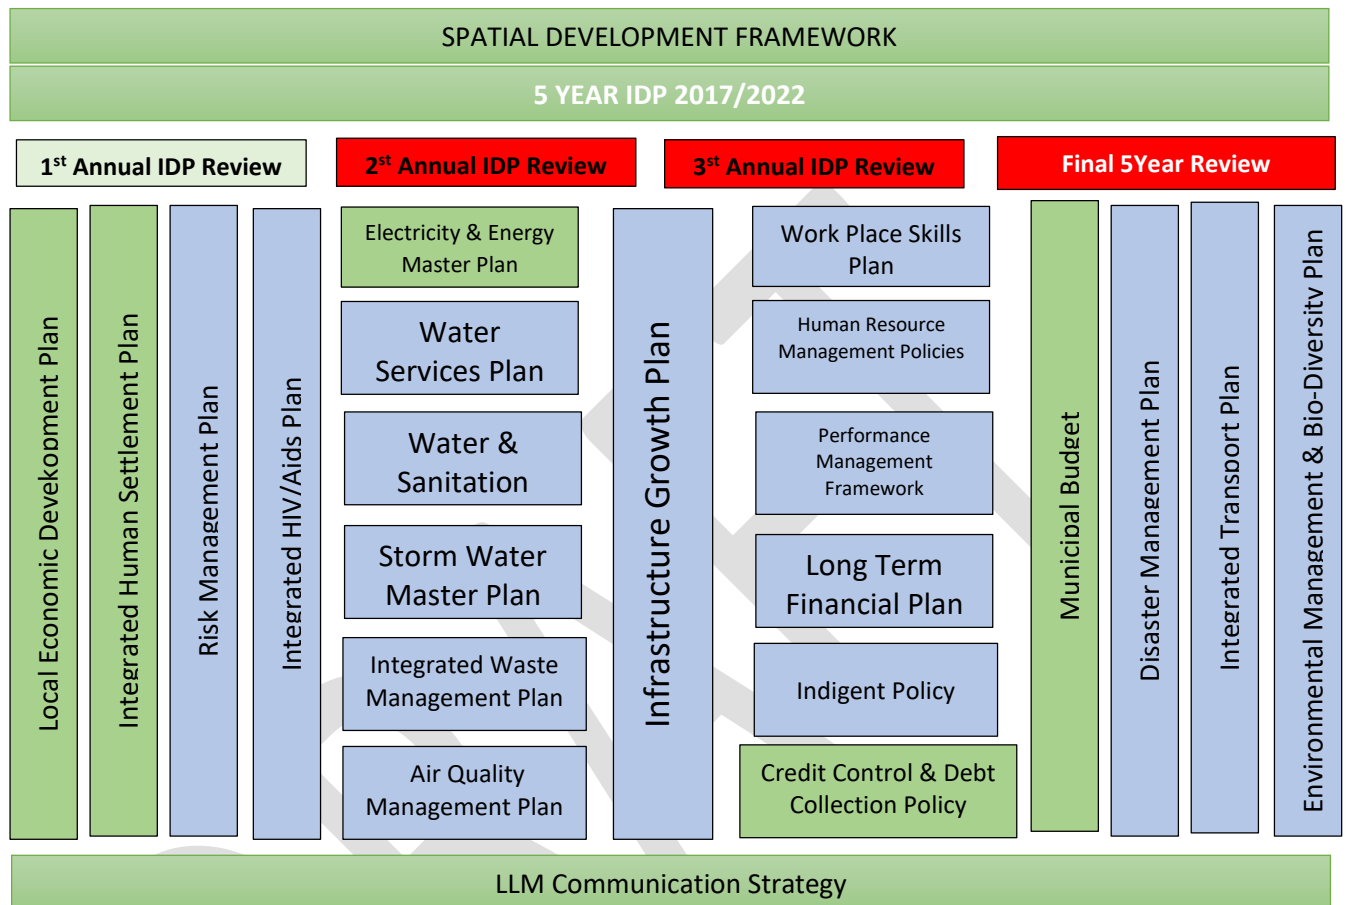 SPATIAL DEVELOPMENT FRAMEWORK
5 YEAR IDP 2017/2022
1st Annual IDP Review
2st Annual IDP Review
3st Annual IDP Review
Final 5Year Review
Local Economic Devekopment Plan
Integrated Human Settlement Plan
Risk Management Plan
Integrated HIV/Aids Plan
Electricity & Energy
Master Plan
Water
Services Plan
Water &
Sanitation
Storm Water
Master Plan
Integrated Waste
Management Plan
Air Quality
Management Plan
Infrastructure Growth Plan
Work Place Skills
Plan
Human Resource
Management Policies
Performance
Management
Framework
Long Term
Financial Plan
Indigent Policy
Credit Control & Debt
Collection Policy
Municipal Budget
Disaster Management Plan
Integrated Transport Plan
Environmental Management & Bio-Diversity Plan
LLM Communication Strategy
DRAFT